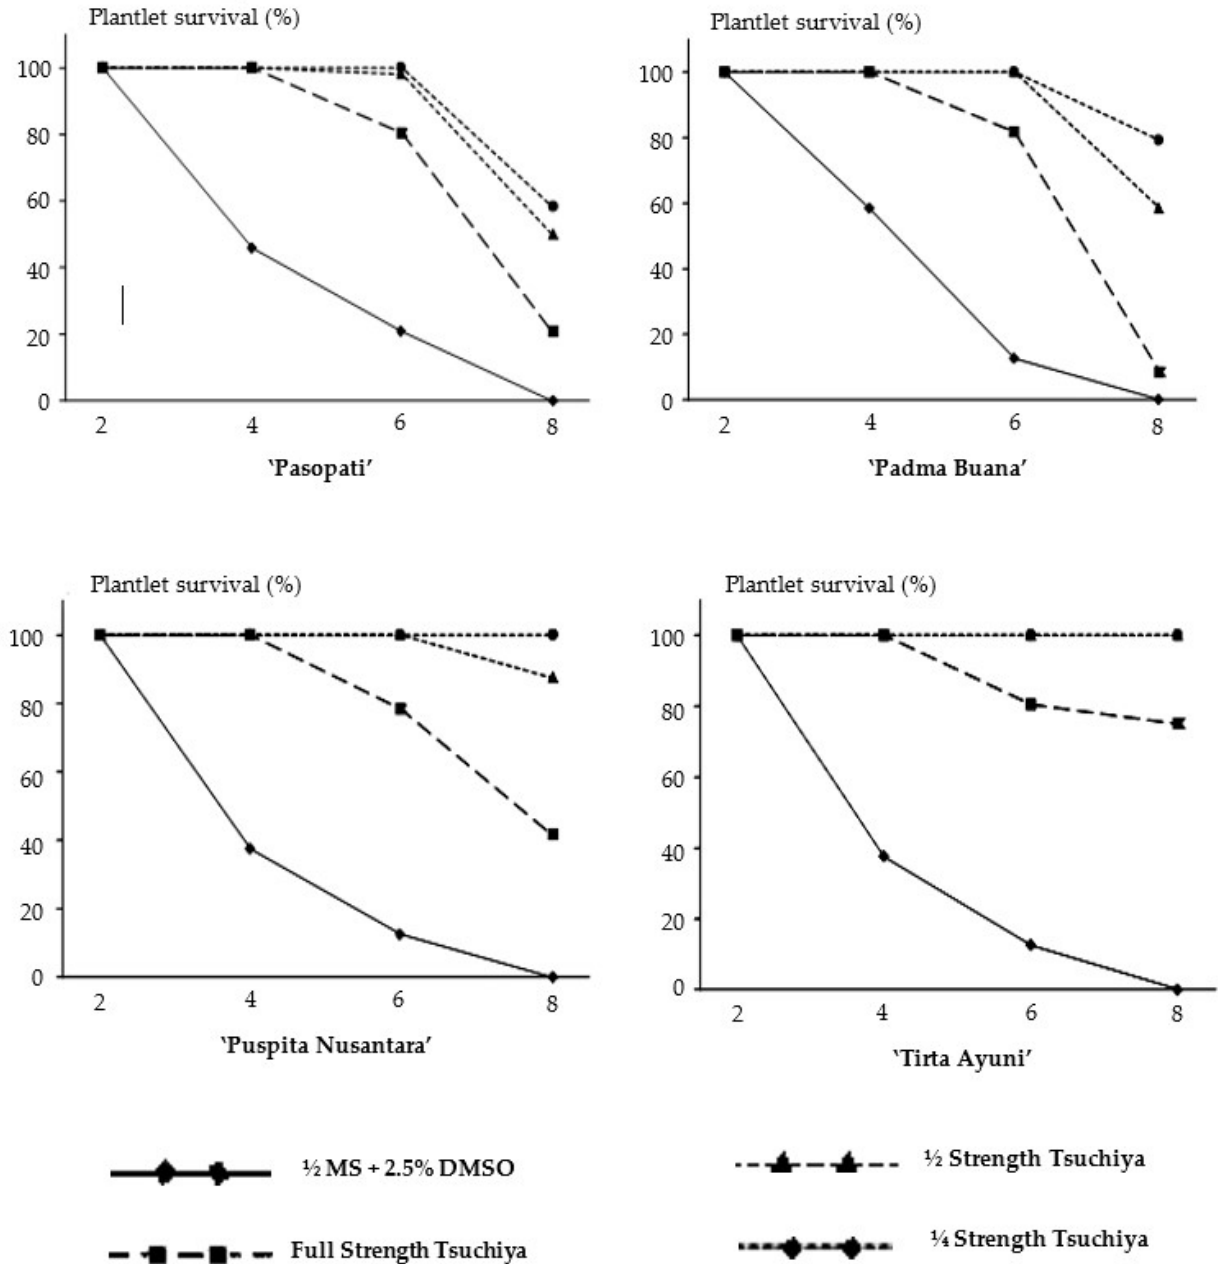 Plantlet survival (%)
100
80
60
40
20
0
2 4 6 8
'Pasopati'
Plantlet survival (%)
100
80
60
40
20
0
2 4 6 8
'Padma Buana'
Plantlet survival (%)
100
80
60
40
20
0
2 4 6 8
'Puspita Nusantara'
Plantlet survival (%)
100
80
60
40
20
0
2 4 6 8
'Tirta Ayuni'
½ MS + 2.5% DMSO
½ Strength Tsuchiya
Full Strength Tsuchiya
¼ Strength Tsuchiya